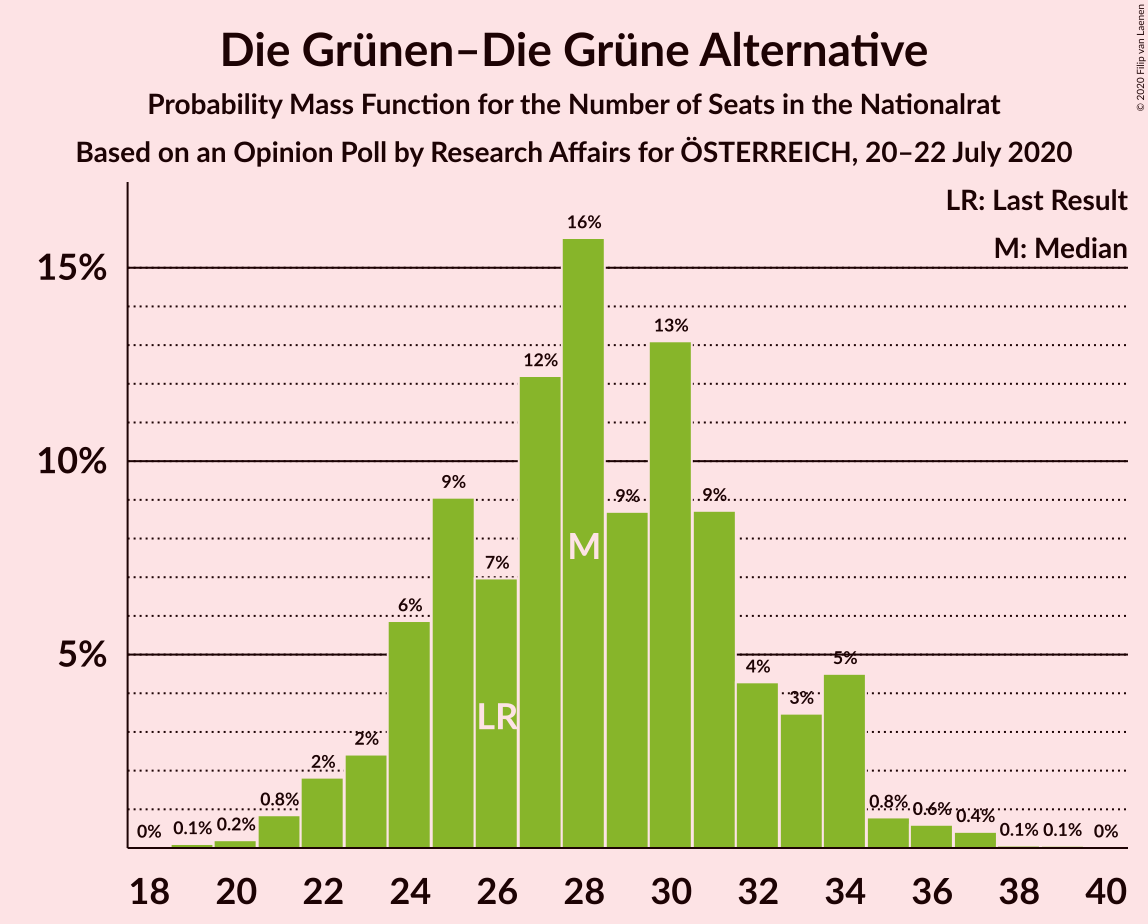 Die Grünen–Die Grüne Alternative
Probability Mass Function for the Number of Seats in the Nationalrat
Based on an Opinion Poll by Research Affairs for ÖSTERREICH, 20–22 July 2020
© 2020 Filip van Laenen
LR: Last Result
M: Median
15%
10%
5%
0% 0.1% 0.2% 0.8% 2% 2% 6% 9% 7% 12% 16% 9% 13% 9% 4% 3% 5% 0.8% 0.6% 0.4% 0.1% 0.1% 0%
M
LR
18 20 22 24 26 28 30 32 34 36 38 40